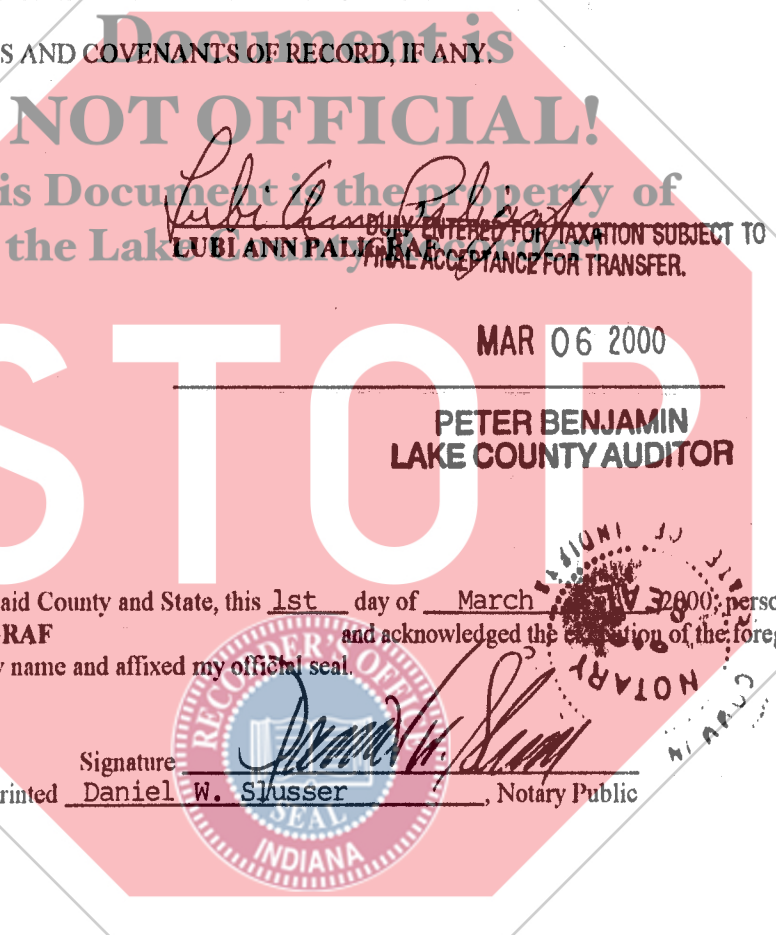 Document is
S AND COVENANTS OF RECORD, IF ANY.
NOT OFFICIAL!
is Document is the property of
the Lake County Recorder!
LUBI ANN PALIGRAF
DULY ENTERED FOR TAXATION SUBJECT TO
FINAL ACCEPTANCE FOR TRANSFER.
MAR 06 2000
STOP
PETER BENJAMIN
LAKE COUNTY AUDITOR
aid County and State, this 1st day of March 2000, perso
GRAF and acknowledged the execution of the foreg
y name and affixed my official seal.
NOTARY
RECORDER'S OFFICE
SEAL
INDIANA
Signature
rinted Daniel W. Slusser, Notary Public